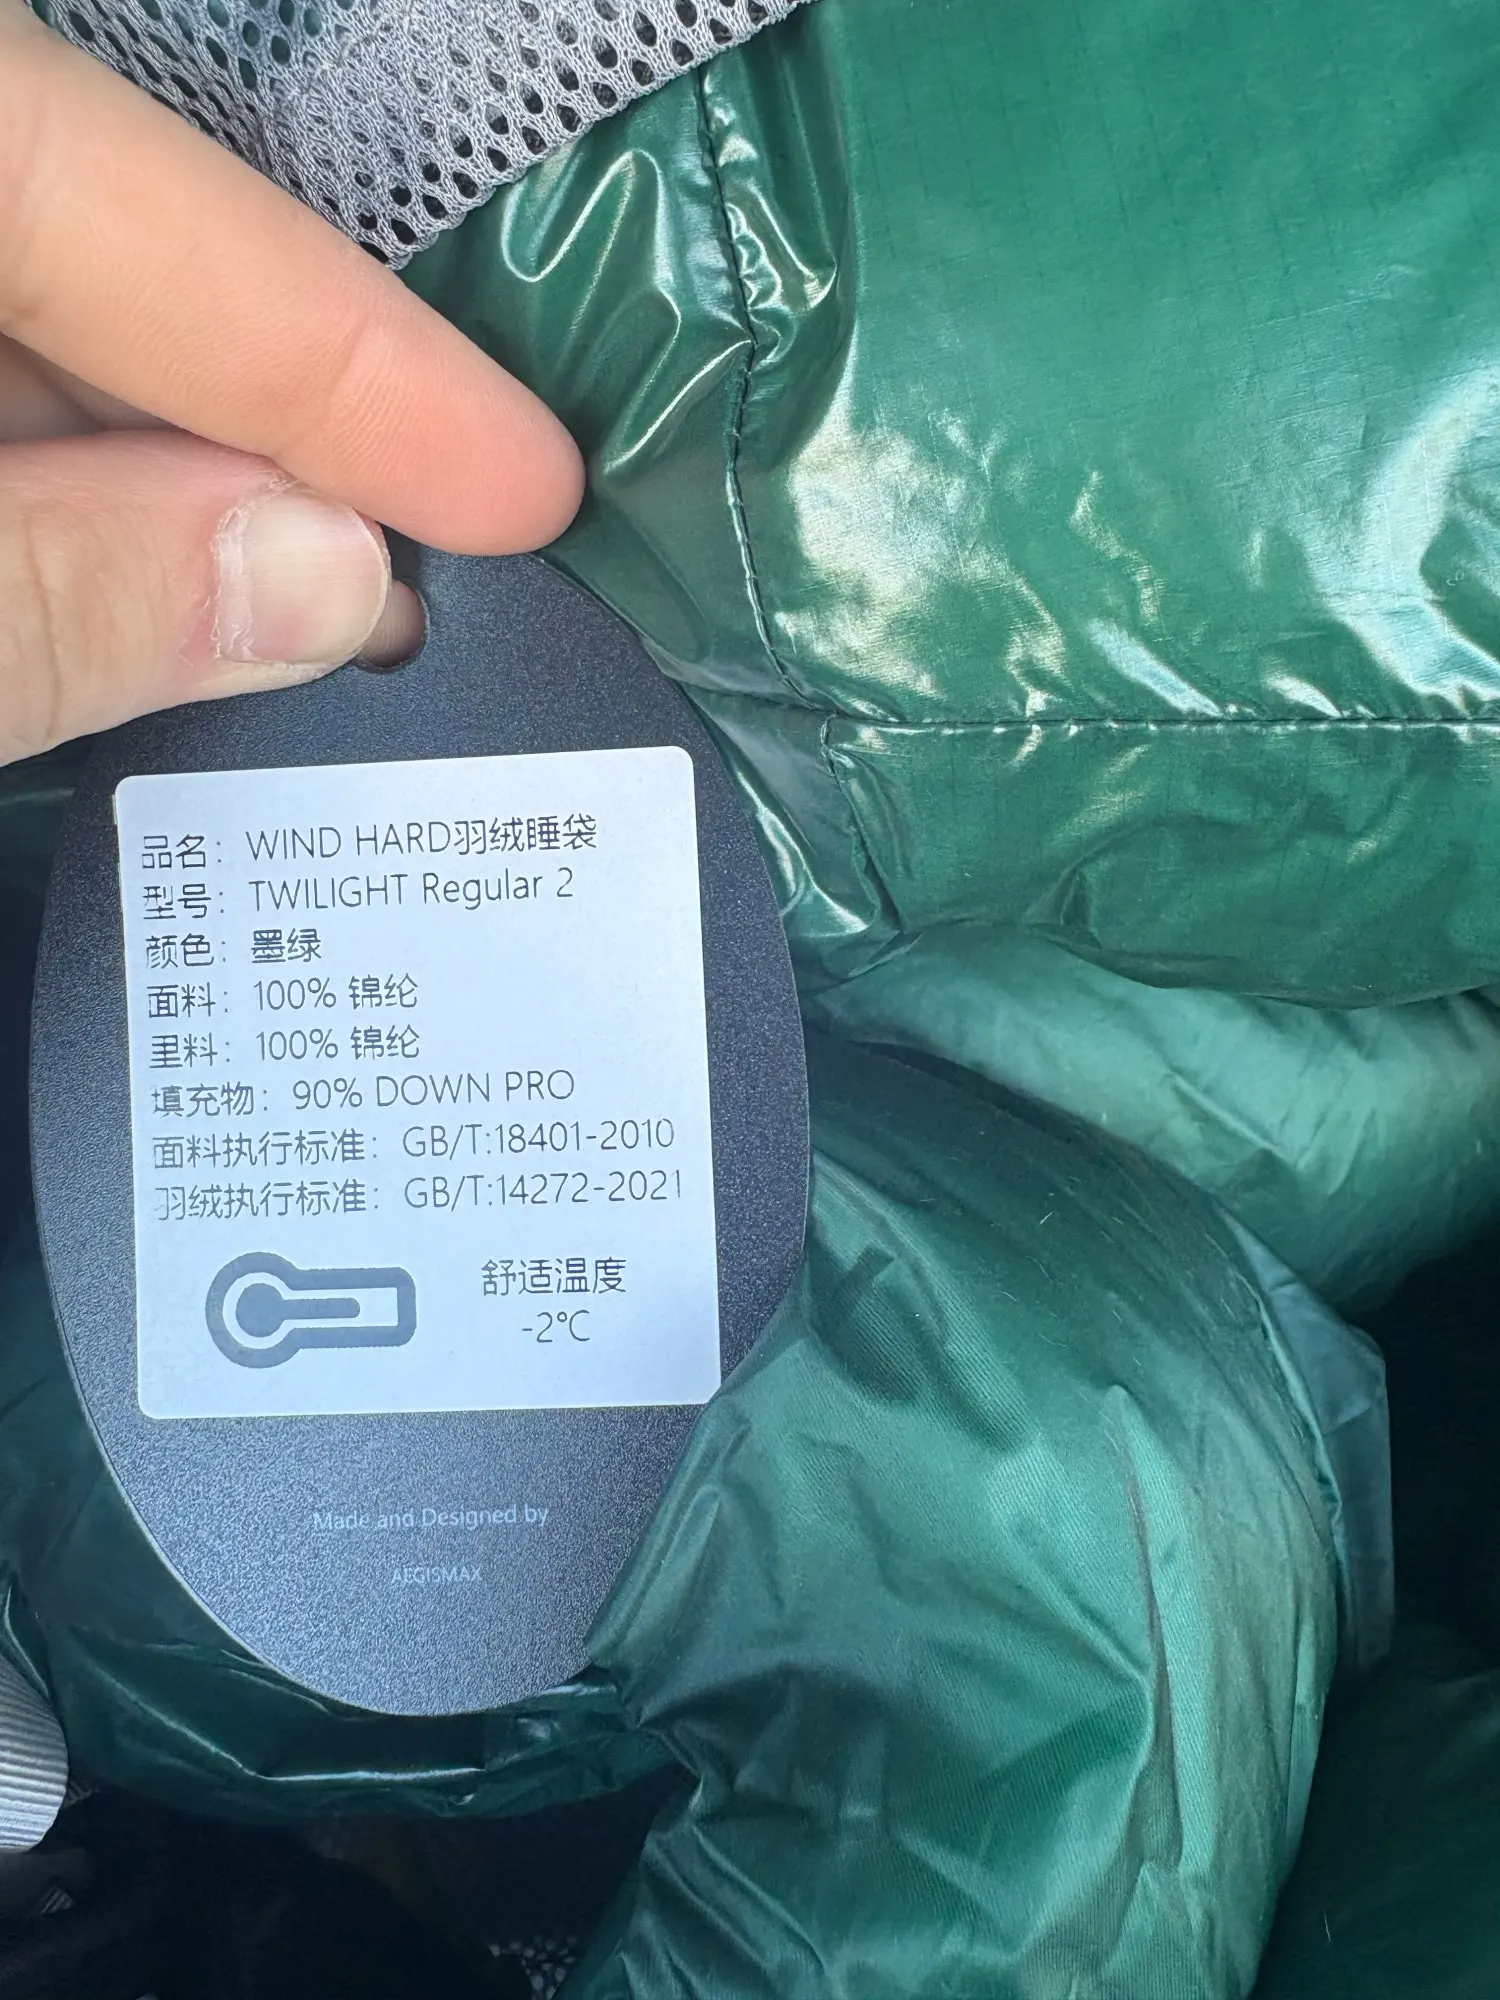 品名：WIND HARD羽绒睡袋
型号：TWILIGHT Regular 2
颜色：墨绿
面料：100% 锦纶
里料：100% 锦纶
填充物：90% DOWN PRO
面料执行标准：GB/T:18401-2010
羽绒执行标准：GB/T:14272-2021
舒适温度
-2℃
Made and Designed by
AEGISMAX